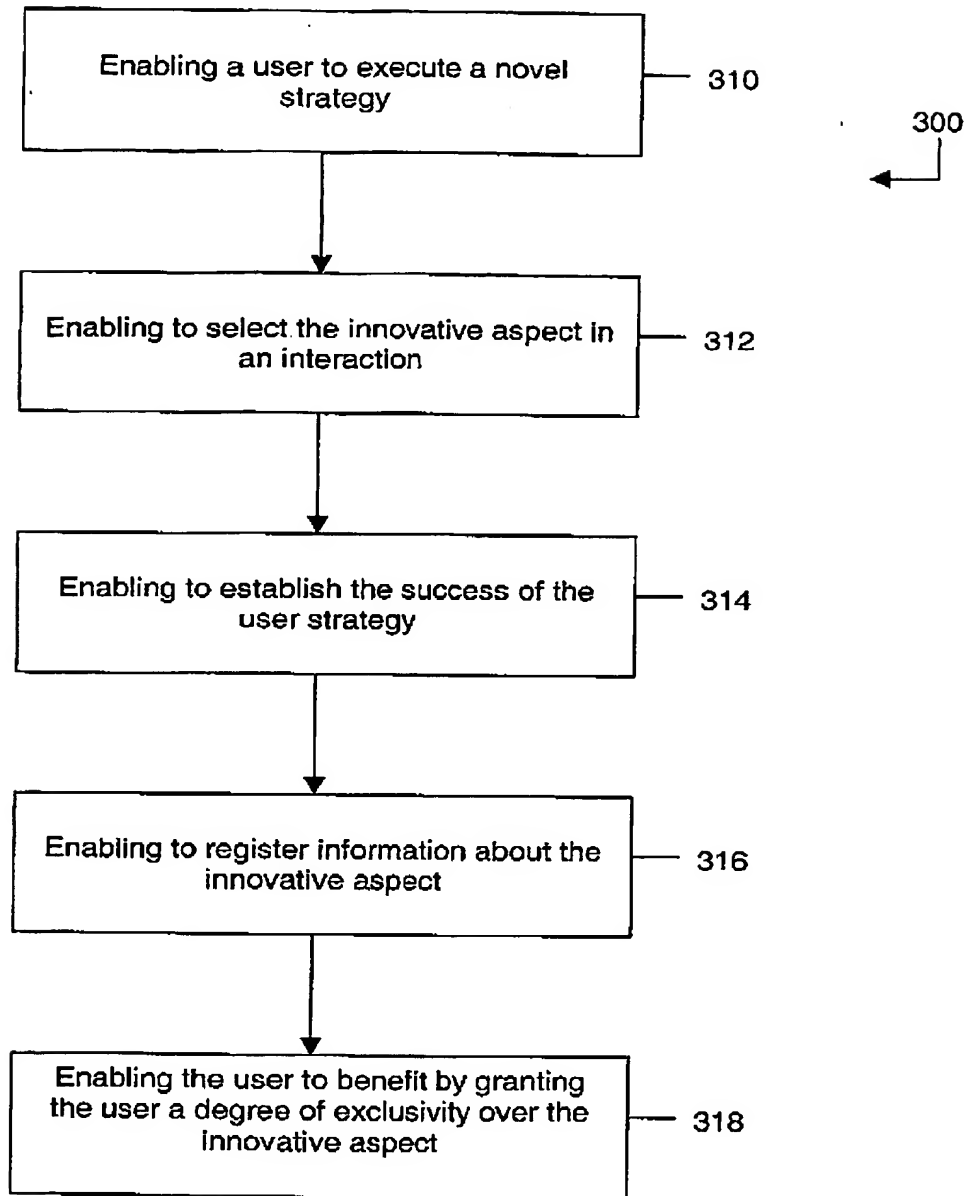 Enabling a user to execute a novel
strategy
310
300
Enabling to select the innovative aspect in
an interaction
312
Enabling to establish the success of the
user strategy
314
Enabling to register information about the
innovative aspect
316
Enabling the user to benefit by granting
the user a degree of exclusivity over the
innovative aspect
318